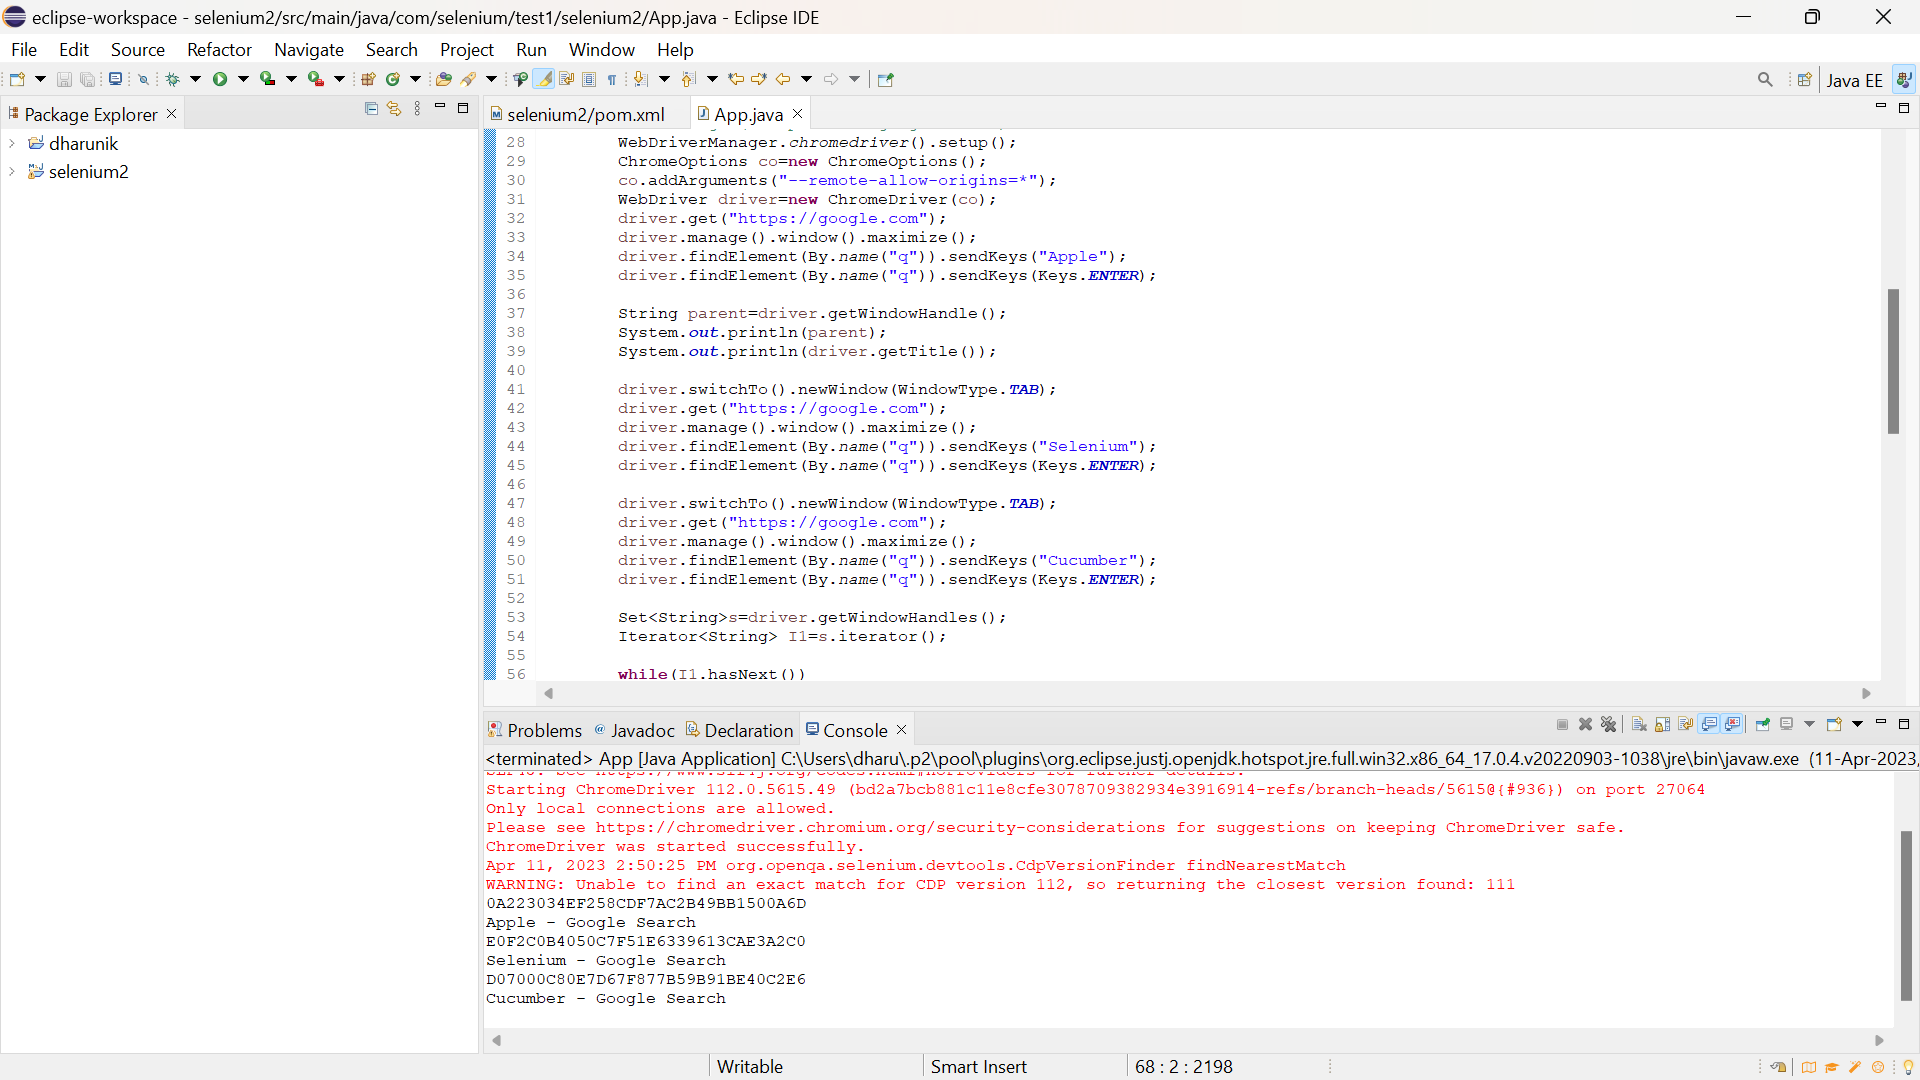 eclipse-workspace - selenium2/src/main/java/com/selenium/test1/selenium2/App.java - Eclipse IDE
File Edit Source Refactor Navigate Search Project Run Window Help
Java EE
Package Explorer
dharunik
selenium2
selenium2/pom.xml App.java
28 WebDriverManager.chromedriver().setup();
29 ChromeOptions co=new ChromeOptions();
30 co.addArguments("--remote-allow-origins=*");
31 WebDriver driver=new ChromeDriver(co);
32 driver.get("https://google.com");
33 driver.manage().window().maximize();
34 driver.findElement(By.name("q")).sendKeys("Apple");
35 driver.findElement(By.name("q")).sendKeys(Keys.ENTER);
36
37 String parent=driver.getWindowHandle();
38 System.out.println(parent);
39 System.out.println(driver.getTitle());
40
41 driver.switchTo().newWindow(WindowType.TAB);
42 driver.get("https://google.com");
43 driver.manage().window().maximize();
44 driver.findElement(By.name("q")).sendKeys("Selenium");
45 driver.findElement(By.name("q")).sendKeys(Keys.ENTER);
46
47 driver.switchTo().newWindow(WindowType.TAB);
48 driver.get("https://google.com");
49 driver.manage().window().maximize();
50 driver.findElement(By.name("q")).sendKeys("Cucumber");
51 driver.findElement(By.name("q")).sendKeys(Keys.ENTER);
52
53 Set<String>s=driver.getWindowHandles();
54 Iterator<String> I1=s.iterator();
55
56 while(I1.hasNext())
Problems Javadoc Declaration Console
<terminated> App [Java Application] C:\Users\dharu\.p2\pool\plugins\org.eclipse.justj.openjdk.hotspot.jre.full.win32.x86_64_17.0.4.v20220903-1038\jre\bin\javaw.exe (11-Apr-2023,
Starting ChromeDriver 112.0.5615.49 (bd2a7bcb881c11e8cfe3078709382934e3916914-refs/branch-heads/5615@{#936}) on port 27064
Only local connections are allowed.
Please see https://chromedriver.chromium.org/security-considerations for suggestions on keeping ChromeDriver safe.
ChromeDriver was started successfully.
Apr 11, 2023 2:50:25 PM org.openqa.selenium.devtools.CdpVersionFinder findNearestMatch
WARNING: Unable to find an exact match for CDP version 112, so returning the closest version found: 111
0A223034EF258CDF7AC2B49BB1500A6D
Apple - Google Search
E0F2C0B4050C7F51E6339613CAE3A2C0
Selenium - Google Search
D07000C80E7D67F877B59B91BE40C2E6
Cucumber - Google Search
Writable Smart Insert 68 : 2 : 2198